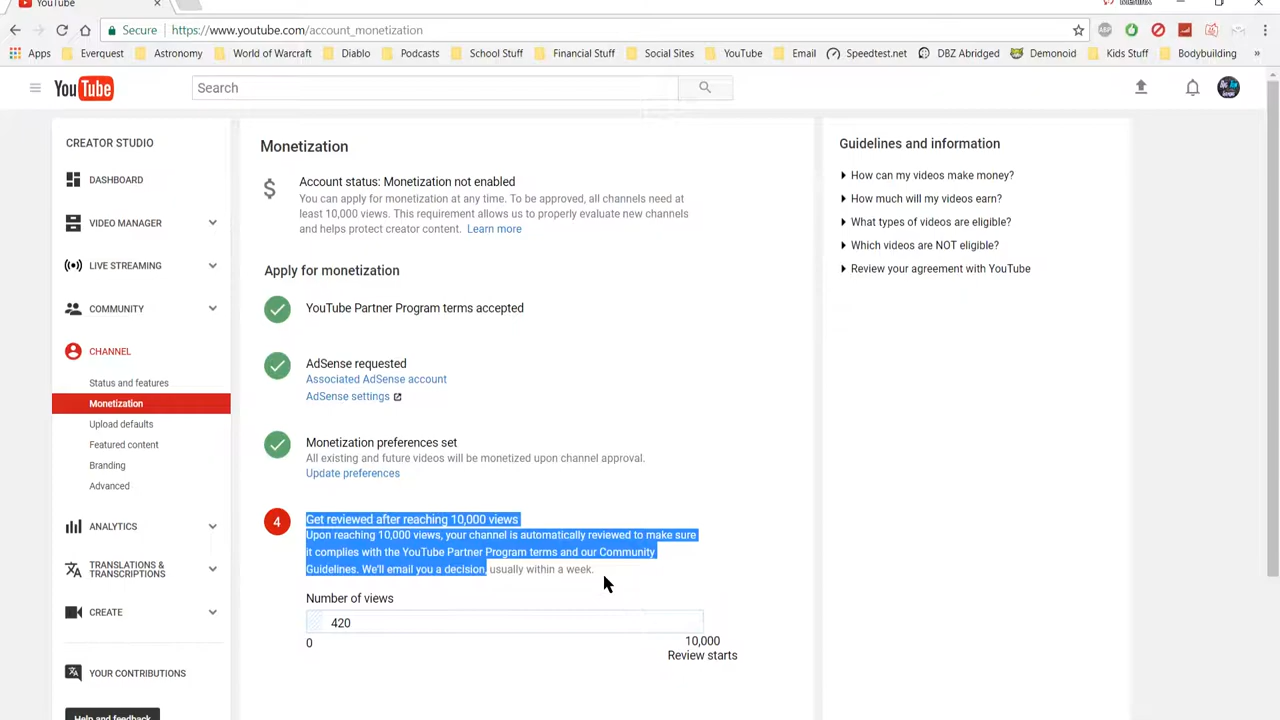 YouTube
Secure https://www.youtube.com/account_monetization
Apps Everquest Astronomy World of Warcraft Diablo Podcasts School Stuff Financial Stuff Social Sites YouTube Email Speedtest.net DBZ Abridged Demonoid Kids Stuff Bodybuilding »
YouTube
Search
CREATOR STUDIO
DASHBOARD
VIDEO MANAGER
LIVE STREAMING
COMMUNITY
CHANNEL
Status and features
Monetization
Upload defaults
Featured content
Branding
Advanced
ANALYTICS
TRANSLATIONS &
TRANSCRIPTIONS
CREATE
YOUR CONTRIBUTIONS
Help and feedback
Monetization
$
Account status: Monetization not enabled
You can apply for monetization at any time. To be approved, all channels need at
least 10,000 views. This requirement allows us to properly evaluate new channels
and helps protect creator content. Learn more
Apply for monetization
YouTube Partner Program terms accepted
AdSense requested
Associated AdSense account
AdSense settings
Monetization preferences set
All existing and future videos will be monetized upon channel approval.
Update preferences
4
Get reviewed after reaching 10,000 views
Upon reaching 10,000 views, your channel is automatically reviewed to make sure
it complies with the YouTube Partner Program terms and our Community
Guidelines. We'll email you a decision, usually within a week.
Number of views
420
0
10,000
Review starts
Guidelines and information
How can my videos make money?
How much will my videos earn?
What types of videos are eligible?
Which videos are NOT eligible?
Review your agreement with YouTube